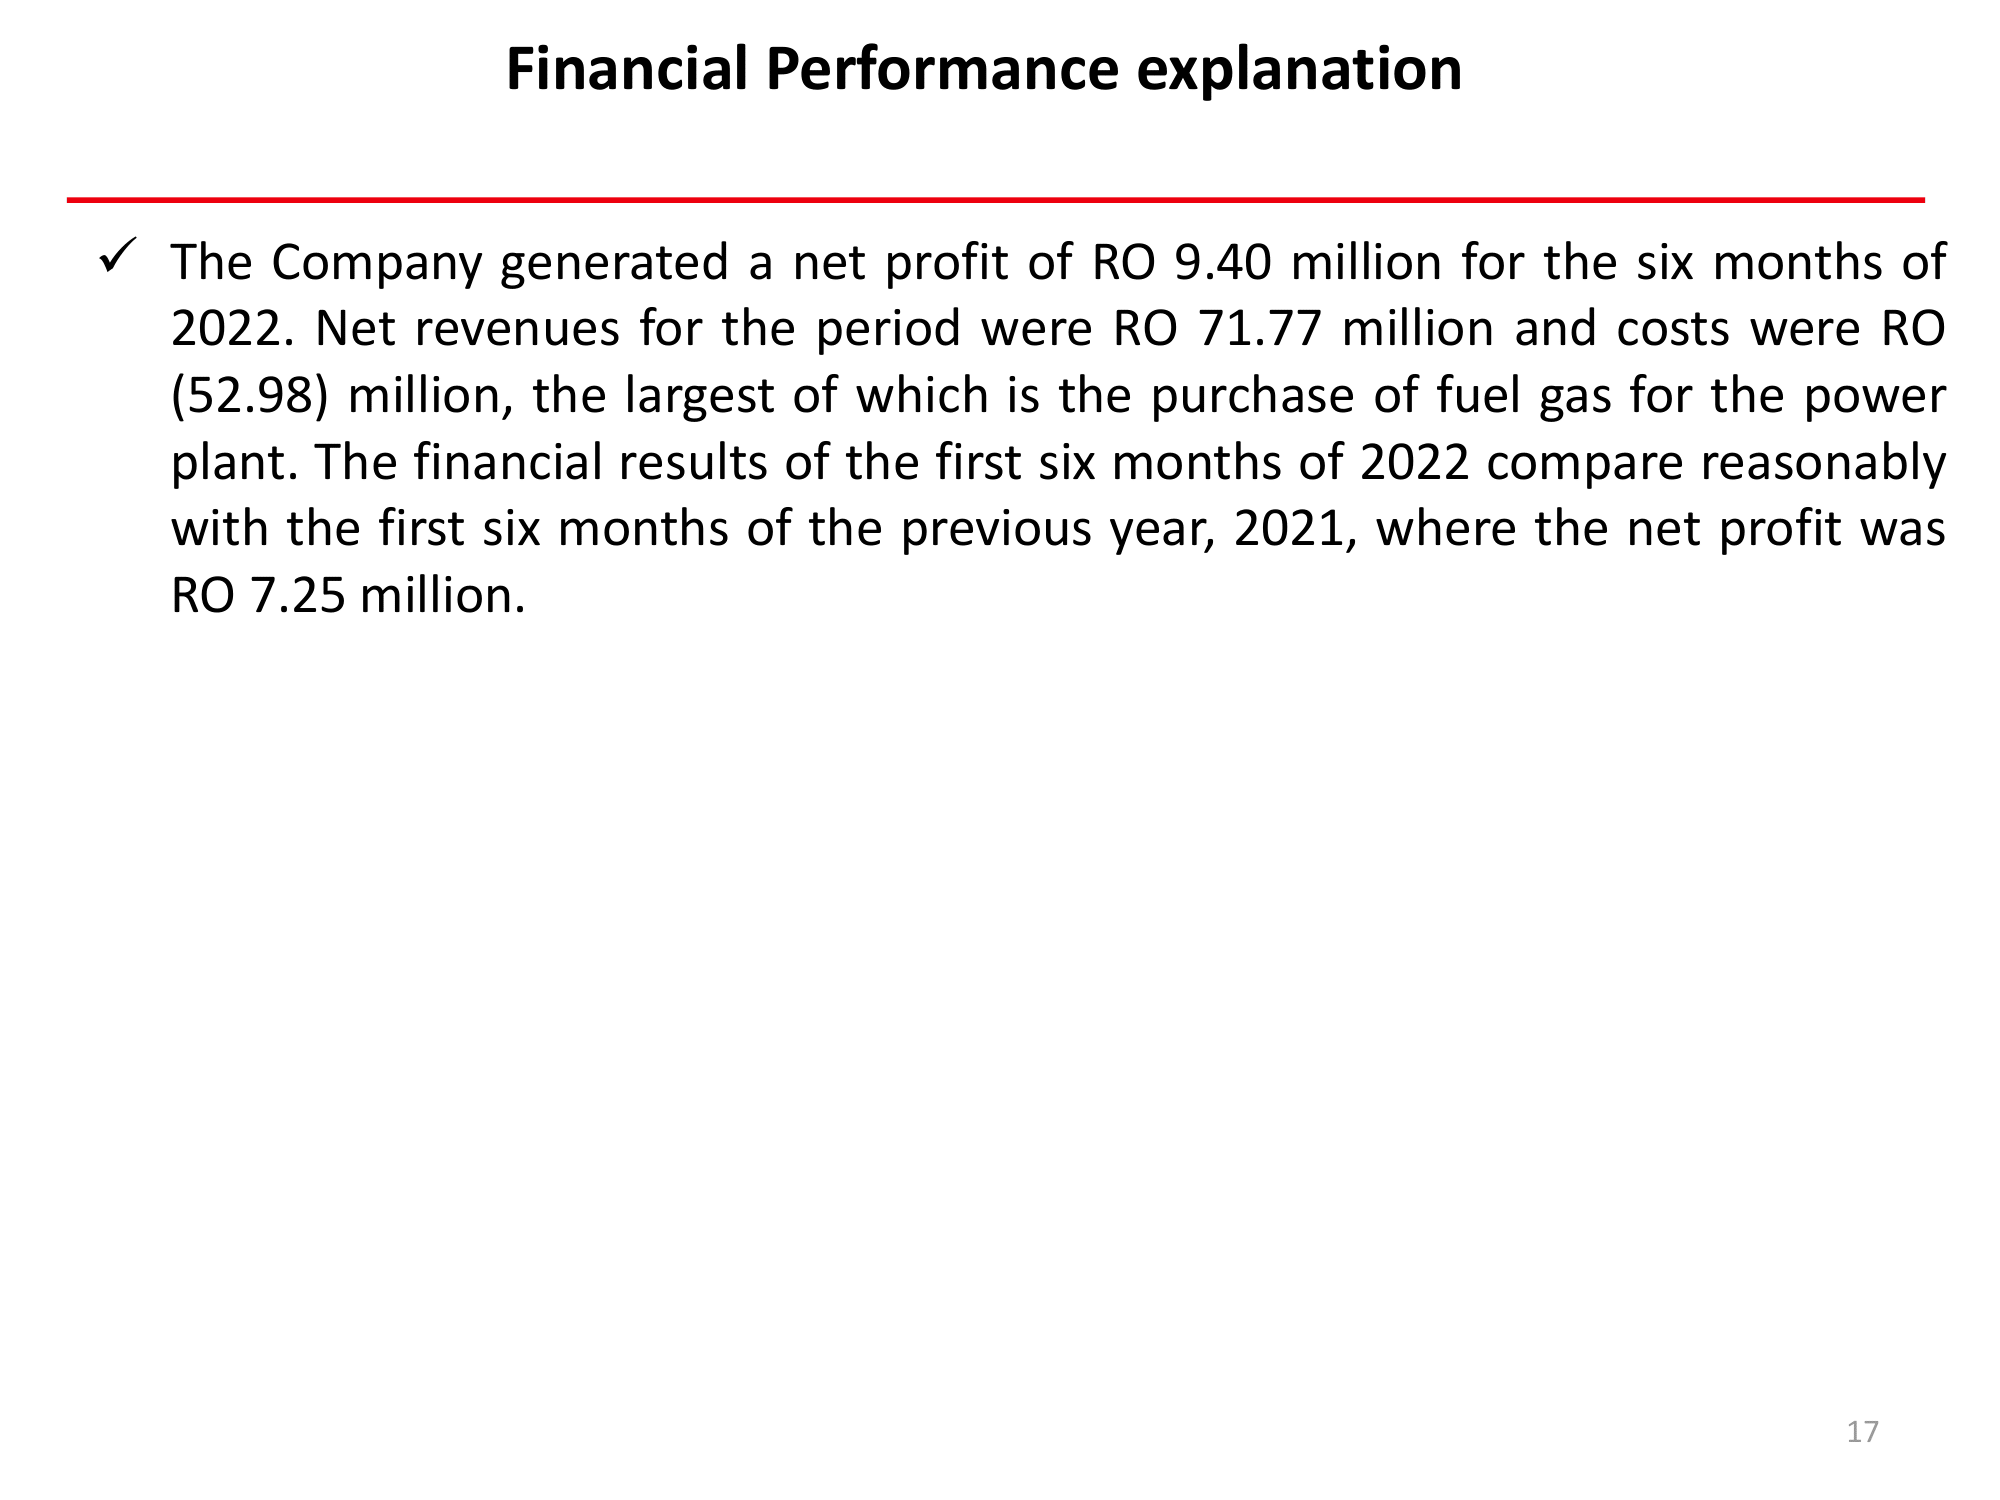 Financial Performance explanation
✓ The Company generated a net profit of RO 9.40 million for the six months of
2022. Net revenues for the period were RO 71.77 million and costs were RO
(52.98) million, the largest of which is the purchase of fuel gas for the power
plant. The financial results of the first six months of 2022 compare reasonably
with the first six months of the previous year, 2021, where the net profit was
RO 7.25 million.
17